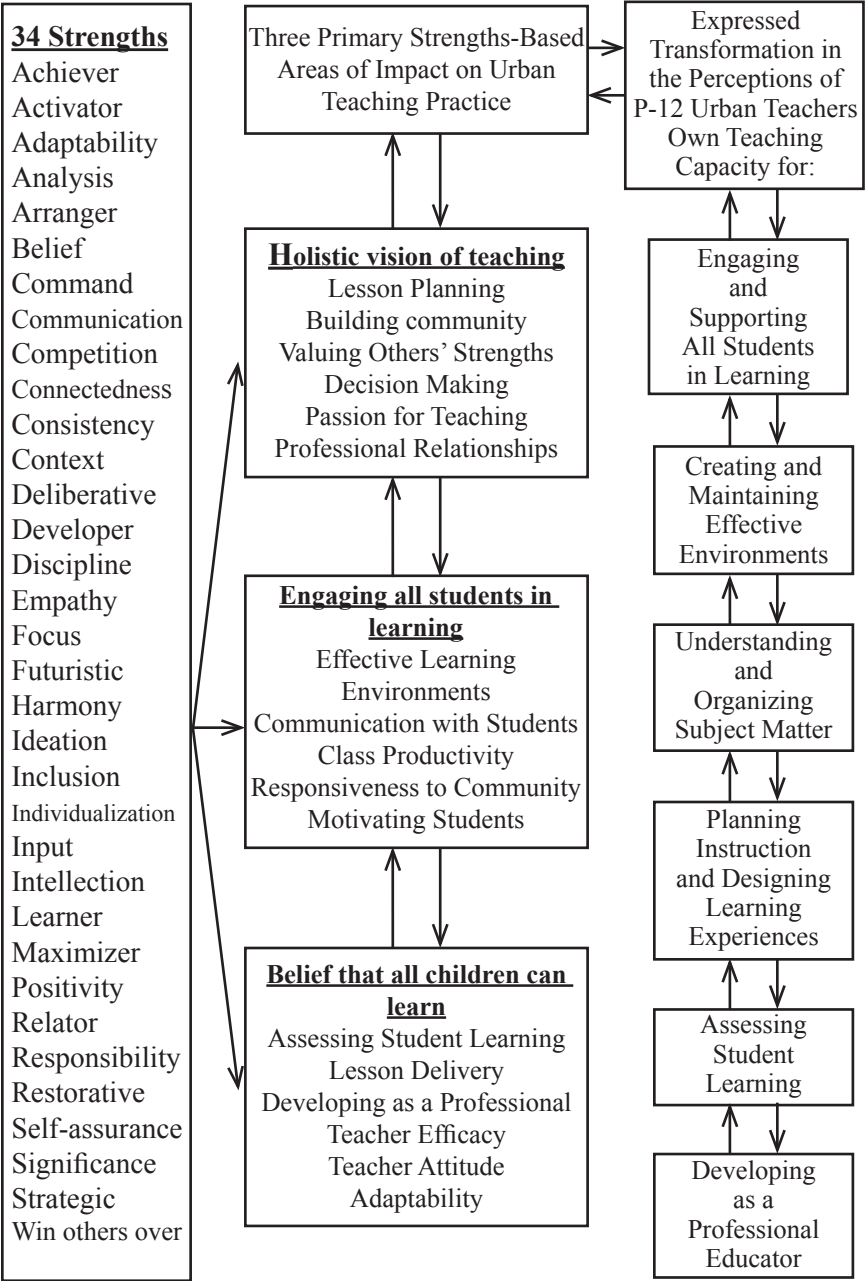 34 Strengths
Achiever
Activator
Adaptability
Analysis
Arranger
Belief
Command
Communication
Competition
Connectedness
Consistency
Context
Deliberative
Developer
Discipline
Empathy
Focus
Futuristic
Harmony
Ideation
Inclusion
Individualization
Input
Intellection
Learner
Maximizer
Positivity
Relator
Responsibility
Restorative
Self-assurance
Significance
Strategic
Win others over
Three Primary Strengths-Based
Areas of Impact on Urban
Teaching Practice
Holistic vision of teaching
Lesson Planning
Building community
Valuing Others’ Strengths
Decision Making
Passion for Teaching
Professional Relationships
Engaging all students in
learning
Effective Learning
Environments
Communication with Students
Class Productivity
Responsiveness to Community
Motivating Students
Belief that all children can
learn
Assessing Student Learning
Lesson Delivery
Developing as a Professional
Teacher Efficacy
Teacher Attitude
Adaptability
Expressed
Transformation in
the Perceptions of
P-12 Urban Teachers
Own Teaching
Capacity for:
Engaging
and
Supporting
All Students
in Learning
Creating and
Maintaining
Effective
Environments
Understanding
and
Organizing
Subject Matter
Planning
Instruction
and Designing
Learning
Experiences
Assessing
Student
Learning
Developing
as a
Professional
Educator